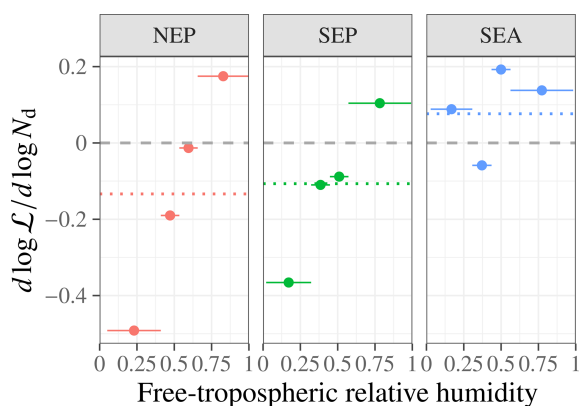 NEP SEP SEA
0.2
0
−0.2
−0.4
d log ℒ/d log N_d
0 0.25 0.5 0.75 1 0 0.25 0.5 0.75 1 0 0.25 0.5 0.75 1
Free-tropospheric relative humidity